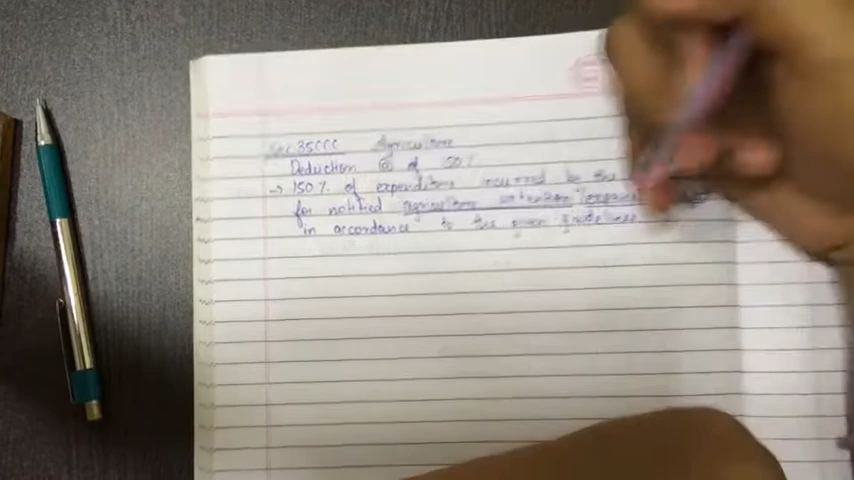 Sec 35CCC Agriculture
Deduction @ of 150%
→ 150% of expenditure incurred by the
for notified agriculture extention
in accordance to the given guidelines